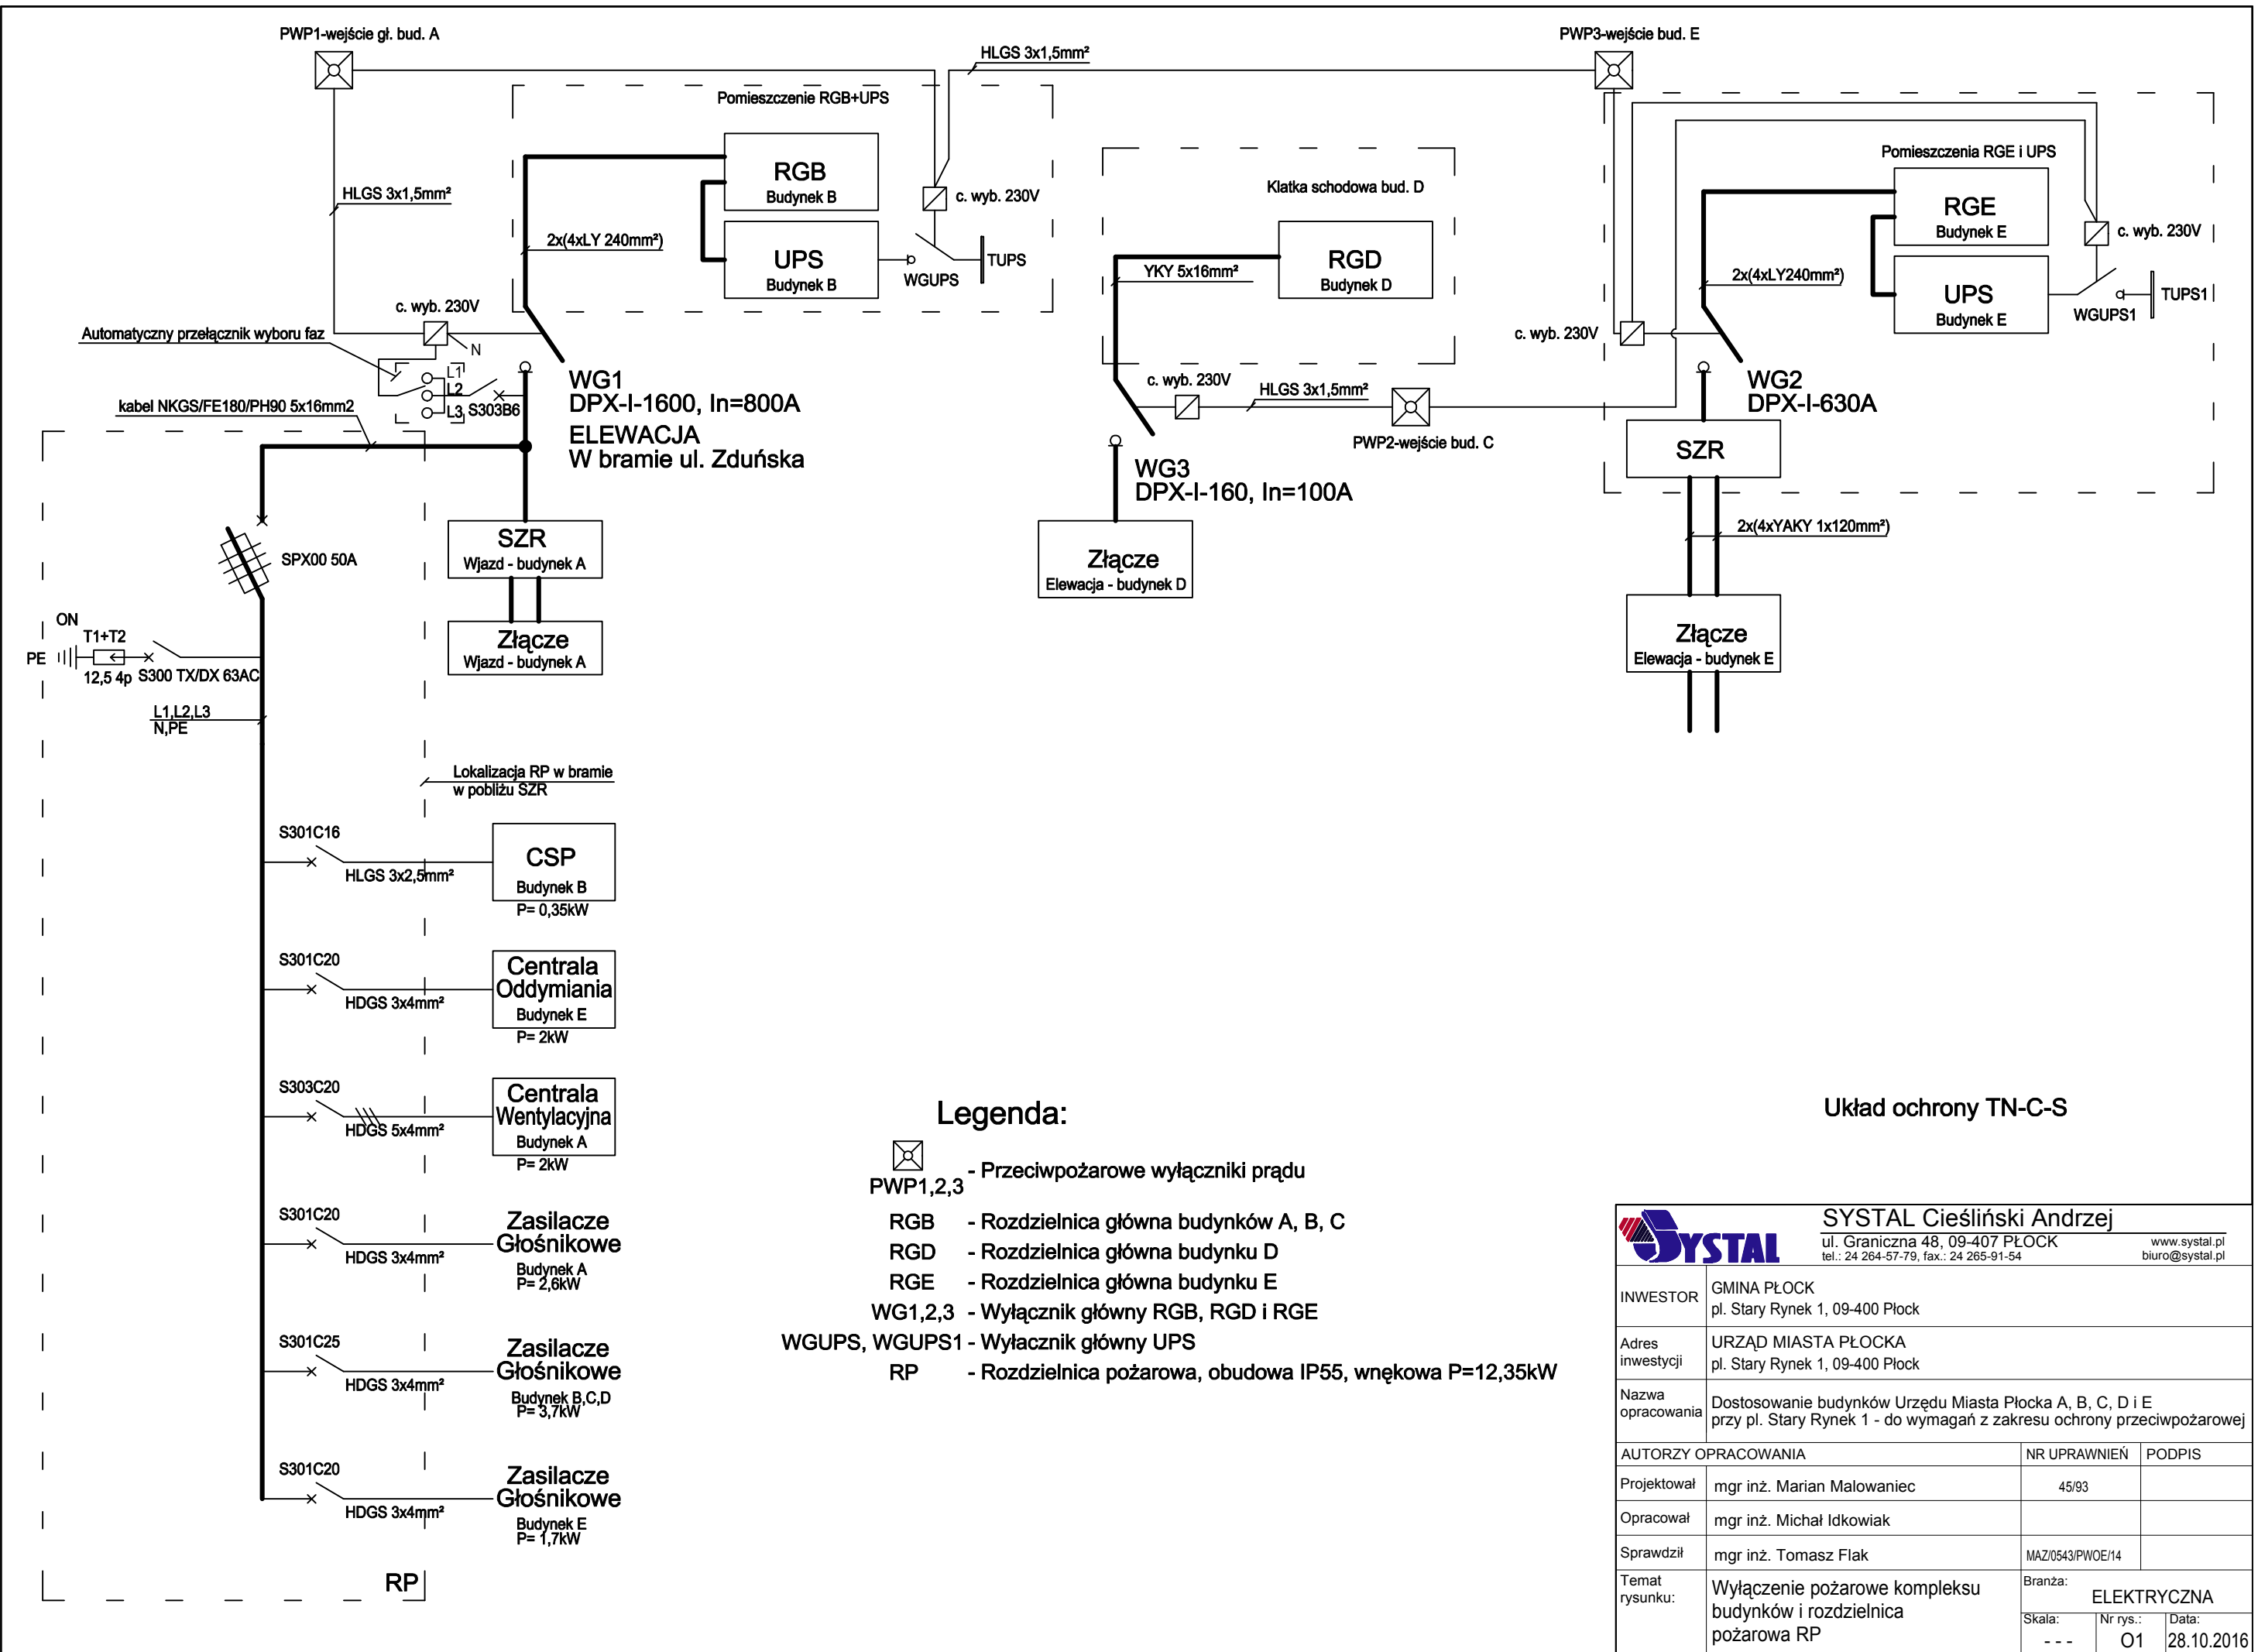 PWP1-wejście gł. bud. A
HLGS 3x1,5mm²
PWP3-wejście bud. E
Pomieszczenie RGB+UPS
RGB
Budynek B
HLGS 3x1,5mm²
c. wyb. 230V
2x(4xLY 240mm²)
UPS
Budynek B
WGUPS
TUPS
Klatka schodowa bud. D
YKY 5x16mm²
RGD
Budynek D
Pomieszczenia RGE i UPS
RGE
Budynek E
c. wyb. 230V
2x(4xLY240mm²)
UPS
Budynek E
WGUPS1
TUPS1
c. wyb. 230V
c. wyb. 230V
Automatyczny przełącznik wyboru faz
N
L1
L2
L3
S303B6
kabel NKGS/FE180/PH90 5x16mm2
WG1
DPX-I-1600, In=800A
ELEWACJA
W bramie ul. Zduńska
c. wyb. 230V
HLGS 3x1,5mm²
PWP2-wejście bud. C
WG3
DPX-I-160, In=100A
WG2
DPX-I-630A
SZR
2x(4xYAKY 1x120mm²)
SPX00 50A
SZR
Wjazd - budynek A
Złącze
Wjazd - budynek A
Złącze
Elewacja - budynek D
Złącze
Elewacja - budynek E
ON
T1+T2
PE
12,5 4p
S300 TX/DX 63AC
L1,L2,L3
N,PE
Lokalizacja RP w bramie
w pobliżu SZR
S301C16
HLGS 3x2,5mm²
CSP
Budynek B
P= 0,35kW
S301C20
HDGS 3x4mm²
Centrala
Oddymiania
Budynek E
P= 2kW
S303C20
HDGS 5x4mm²
Centrala
Wentylacyjna
Budynek A
P= 2kW
S301C20
HDGS 3x4mm²
Zasilacze
Głośnikowe
Budynek A
P= 2,6kW
S301C25
HDGS 3x4mm²
Zasilacze
Głośnikowe
Budynek B,C,D
P= 3,7kW
S301C20
HDGS 3x4mm²
Zasilacze
Głośnikowe
Budynek E
P= 1,7kW
RP
Legenda:
PWP1,2,3 - Przeciwpożarowe wyłączniki prądu
RGB - Rozdzielnica główna budynków A, B, C
RGD - Rozdzielnica główna budynku D
RGE - Rozdzielnica główna budynku E
WG1,2,3 - Wyłącznik główny RGB, RGD i RGE
WGUPS, WGUPS1 - Wyłacznik główny UPS
RP - Rozdzielnica pożarowa, obudowa IP55, wnękowa P=12,35kW
Układ ochrony TN-C-S
SYSTAL
SYSTAL Cieśliński Andrzej
ul. Graniczna 48, 09-407 PŁOCK
www.systal.pl
tel.: 24 264-57-79, fax.: 24 265-91-54
biuro@systal.pl
INWESTOR
GMINA PŁOCK
pl. Stary Rynek 1, 09-400 Płock
Adres
inwestycji
URZĄD MIASTA PŁOCKA
pl. Stary Rynek 1, 09-400 Płock
Nazwa
opracowania
Dostosowanie budynków Urzędu Miasta Płocka A, B, C, D i E
przy pl. Stary Rynek 1 - do wymagań z zakresu ochrony przeciwpożarowej
AUTORZY OPRACOWANIA NR UPRAWNIEŃ PODPIS
Projektował mgr inż. Marian Malowaniec 45/93
Opracował mgr inż. Michał Idkowiak
Sprawdził mgr inż. Tomasz Flak MAZ/0543/PWOE/14
Temat
rysunku:
Wyłączenie pożarowe kompleksu
budynków i rozdzielnica
pożarowa RP
Branża:
ELEKTRYCZNA
Skala: Nr rys.: Data:
- - - O1 28.10.2016